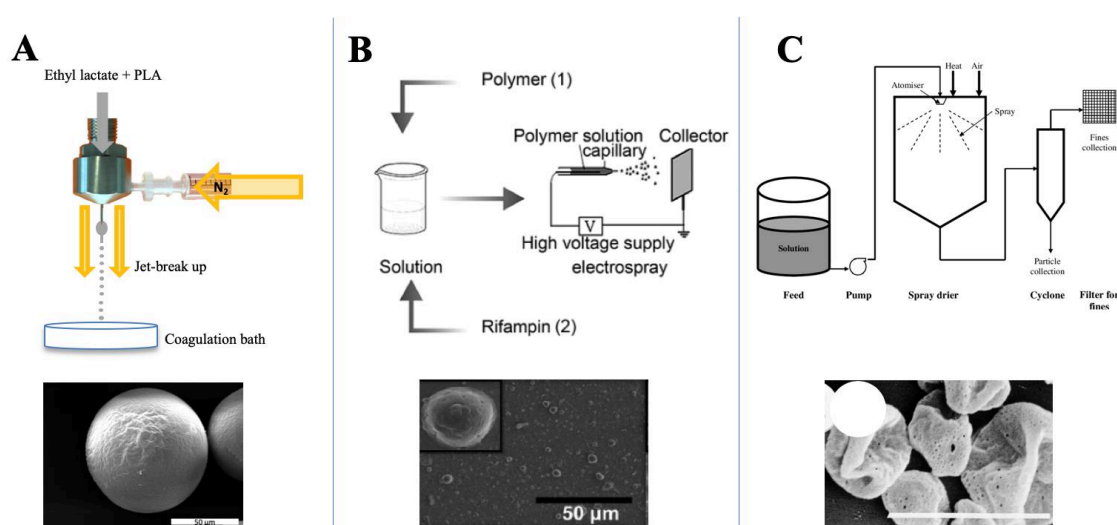 A
Ethyl lactate + PLA
N2
Jet-break up
Coagulation bath
50 µm
B
Polymer (1)
Polymer solution
capillary
Collector
V
High voltage supply
electrospray
Solution
Rifampin (2)
50 µm
C
Heat
Air
Atomiser
Spray
Fines
collection
Solution
Particle
collection
Feed
Pump
Spray drier
Cyclone
Filter for
fines